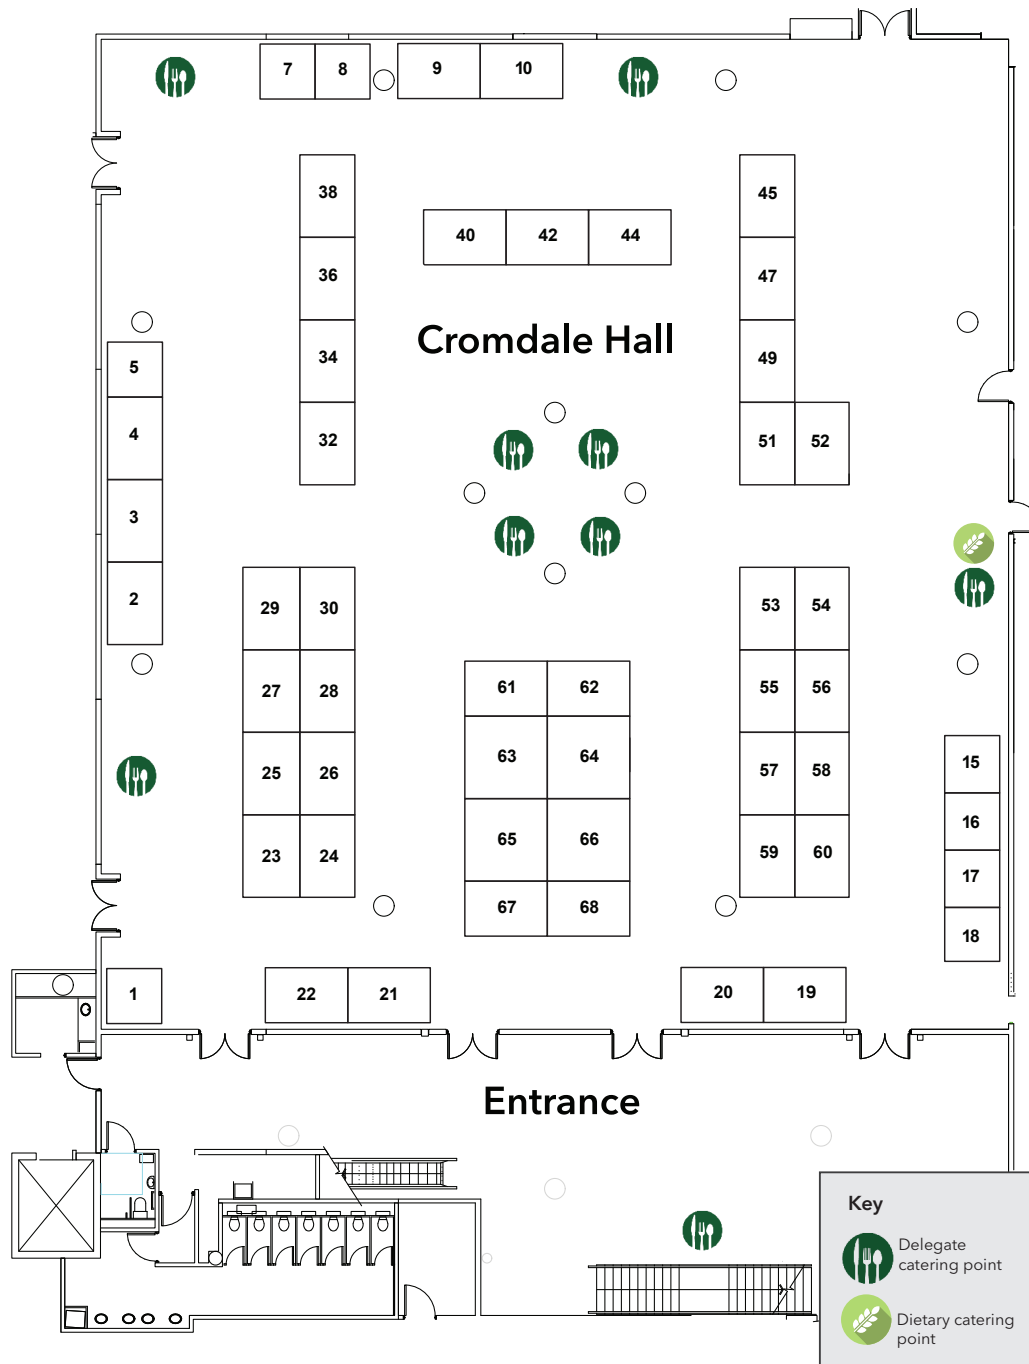 7 8 9 10
38 45
40 42 44
36 47
Cromdale Hall
5 34 49
4 32 51 52
3
2 29 30 53 54
27 28 61 62 55 56
25 26 63 64 57 58 15
23 24 65 66 59 60 16
67 68 17
18
1 22 21 20 19
Entrance
Key
Delegate
catering point
Dietary catering
point